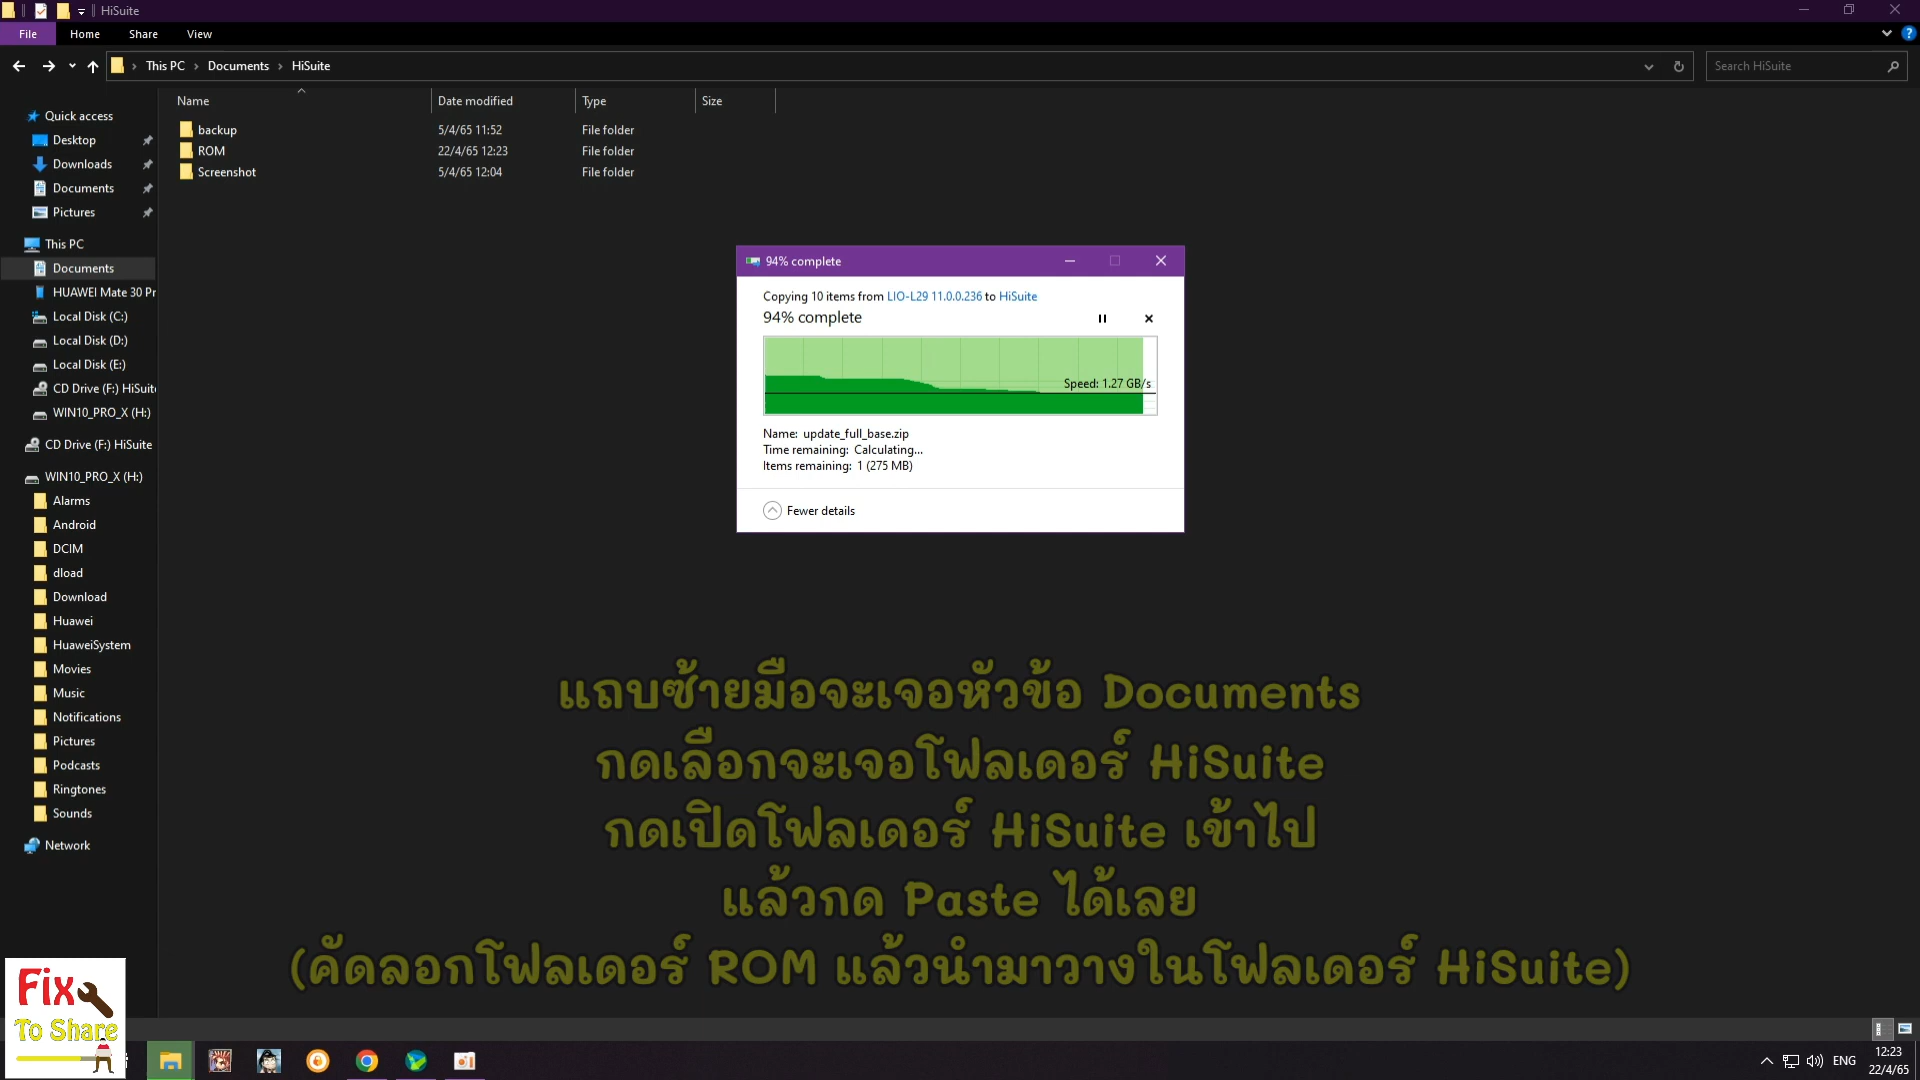 HiSuite
File Home Share View
This PC Documents HiSuite
Search HiSuite
Name Date modified Type Size
backup 5/4/65 11:52 File folder
ROM 22/4/65 12:23 File folder
Screenshot 5/4/65 12:04 File folder
Quick access
Desktop
Downloads
Documents
Pictures
This PC
Documents
HUAWEI Mate 30 Pr
Local Disk (C:)
Local Disk (D:)
Local Disk (E:)
CD Drive (F:) HiSuite
WIN10_PRO_X (H:)
CD Drive (F:) HiSuite
WIN10_PRO_X (H:)
Alarms
Android
DCIM
dload
Download
Huawei
HuaweiSystem
Movies
Music
Notifications
Pictures
Podcasts
Ringtones
Sounds
Network
94% complete
Copying 10 items from LIO-L29 11.0.0.236 to HiSuite
94% complete
Speed: 1.27 GB/s
Name: update_full_base.zip
Time remaining: Calculating...
Items remaining: 1 (275 MB)
Fewer details
แถบซ้ายมือจะเจอหัวข้อ Documents
กดเลือกจะเจอโฟลเดอร์ HiSuite
กดเปิดโฟลเดอร์ HiSuite เข้าไป
แล้วกด Paste ได้เลย
(คัดลอกโฟลเดอร์ ROM แล้วนำมาวางในโฟลเดอร์ HiSuite)
Fix
To Share
ENG
12:23
22/4/65